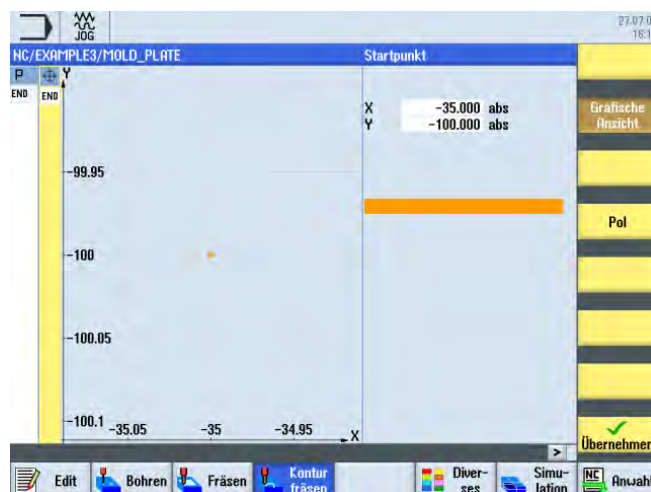 JOG
27.07.0
16:1
NC/EXAMPLE3/MOLD_PLATE
Startpunkt
P
Y
END
END
X -35.000 abs
Y -100.000 abs
Grafische
Ansicht
-99.95
Pol
-100
-100.05
-100.1
-35.05
-35
-34.95
X
Übernehmen
>
Edit
Bohren
Fräsen
Kontur
fräsen
Diver-
ses
Simu-
lation
NC
Anwahl